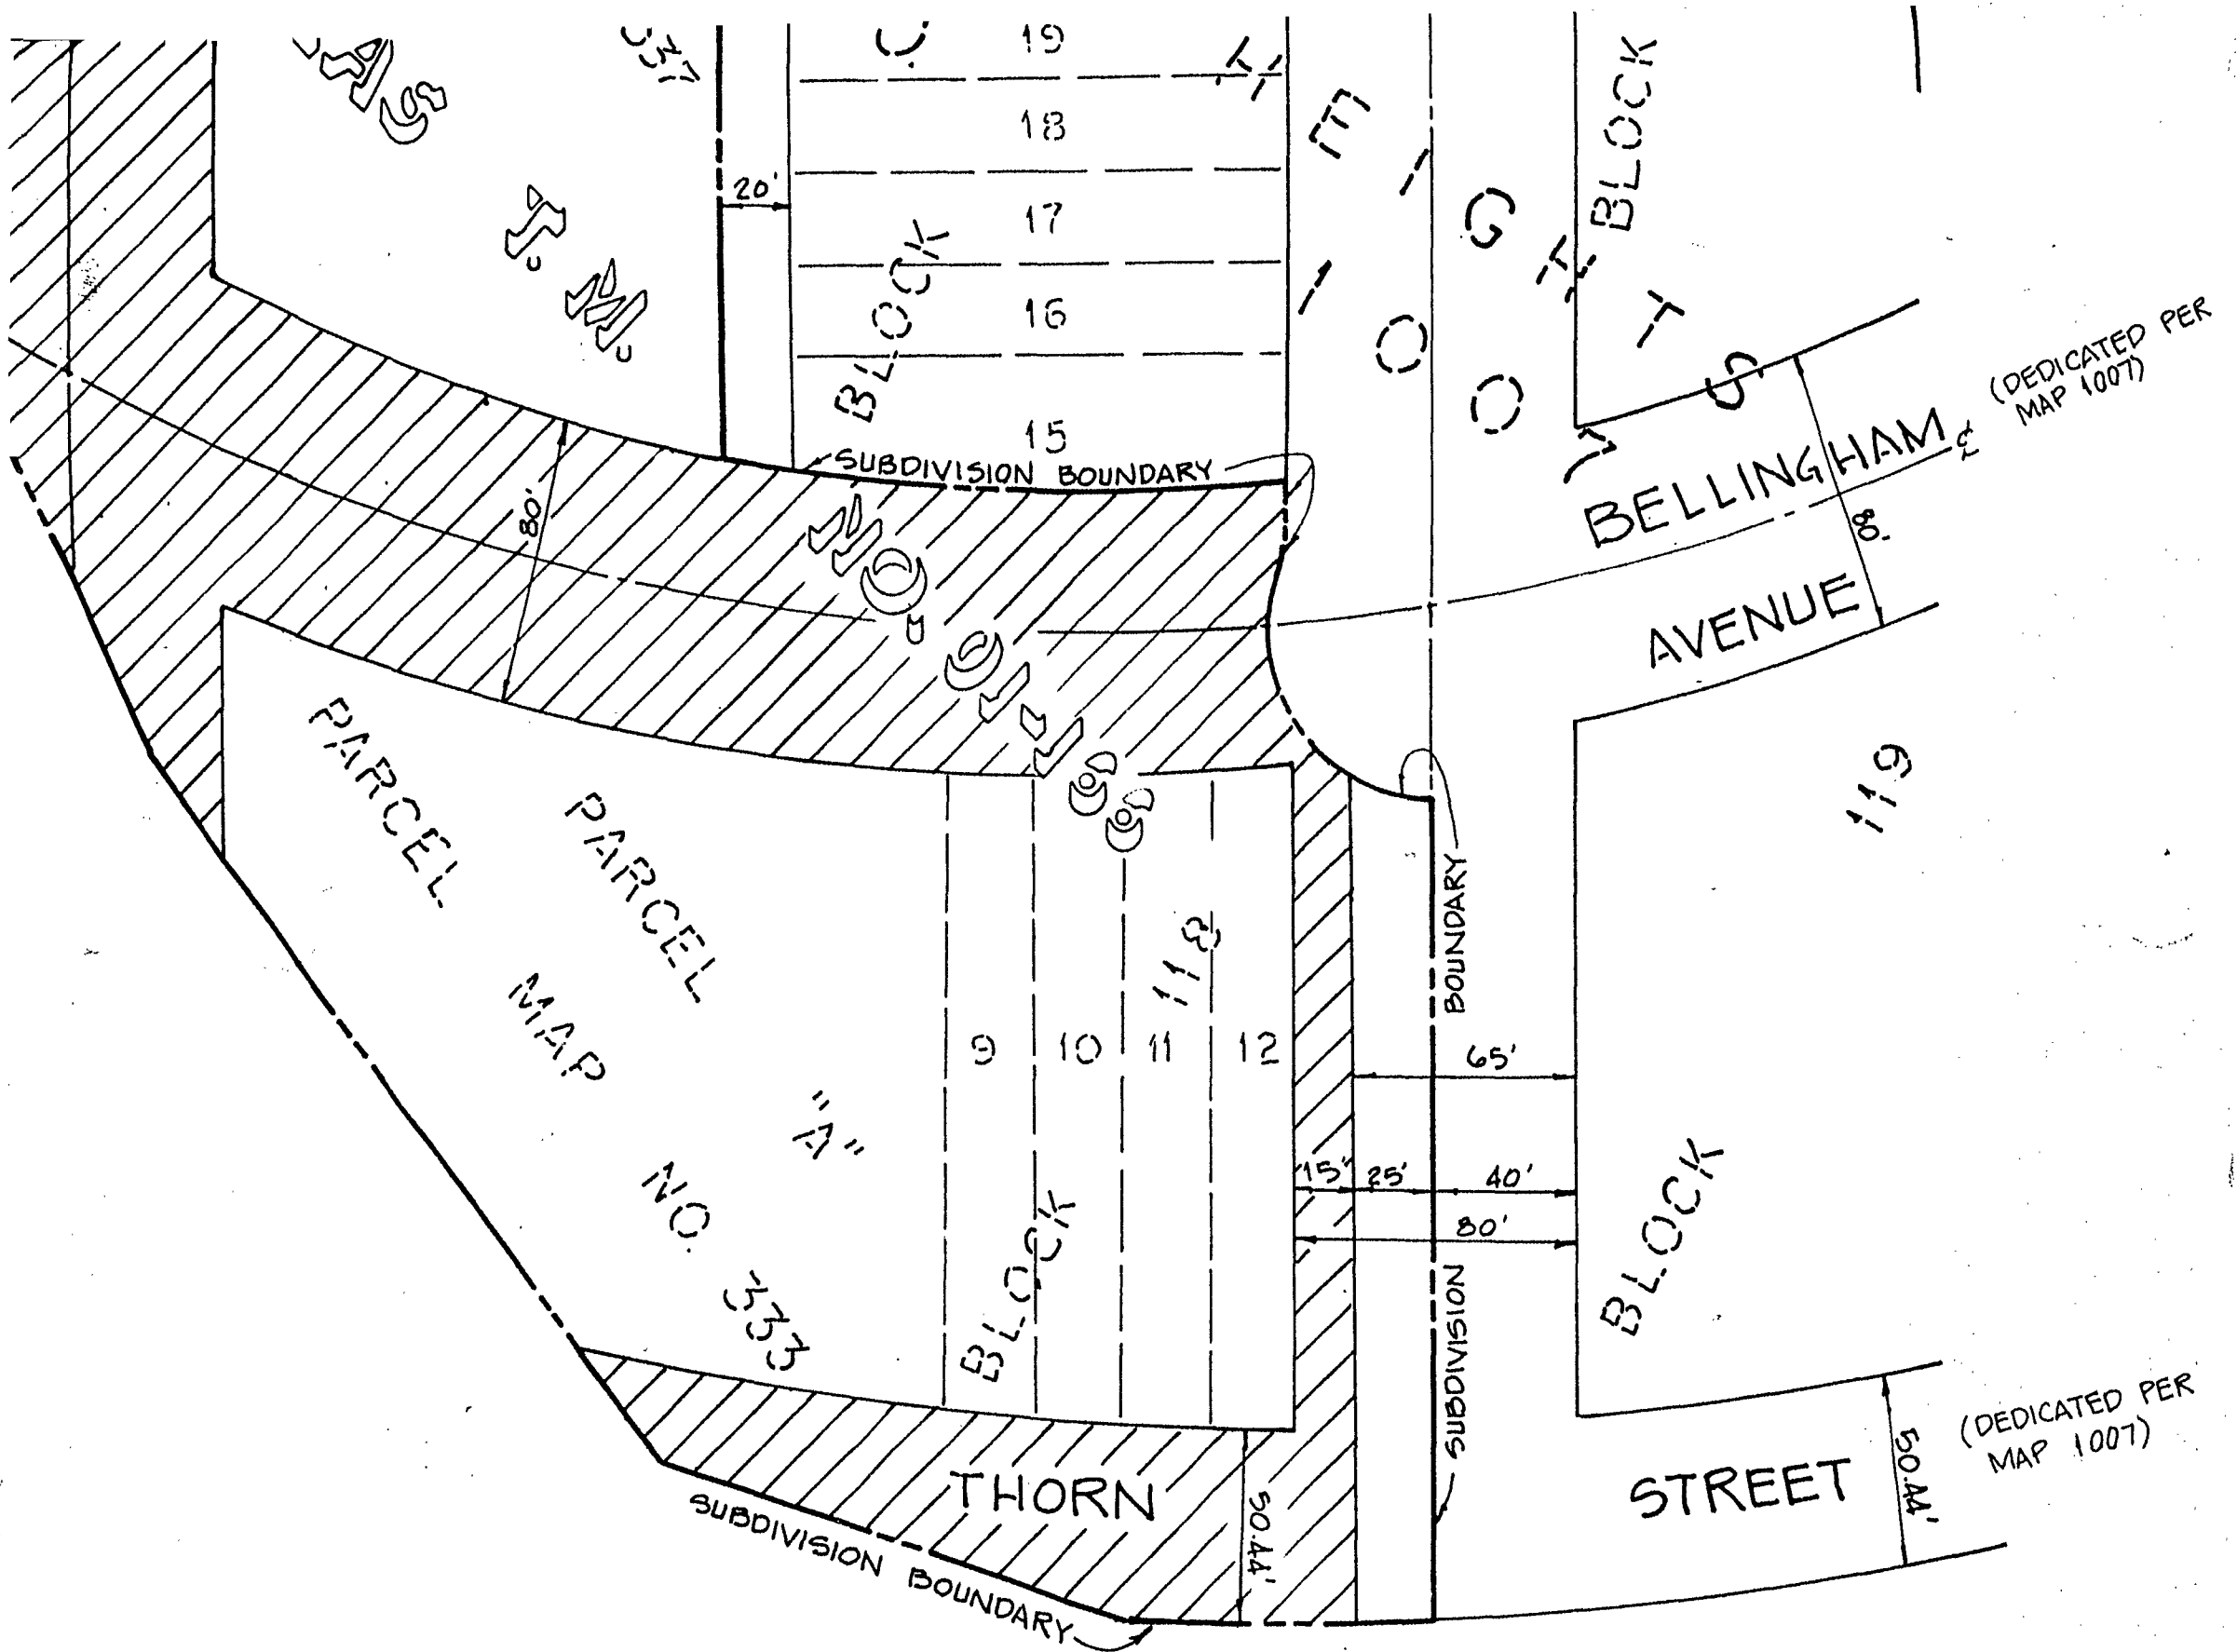 19
18
17
16
15
20'
BLOCK
HEIGHTS
BLOCK
SUBDIVISION BOUNDARY
80'
BELLINGHAM ℄
AVENUE
80'
(DEDICATED PER
MAP 1007)
PARCEL
MAP
NO.
333
PARCEL
"A"
9
10
11
12
BLOCK
118
SUBDIVISION
BOUNDARY
65'
15'
25'
40'
80'
BLOCK
119
THORN
STREET
50.44'
50.44'
(DEDICATED PER
MAP 1007)
SUBDIVISION BOUNDARY